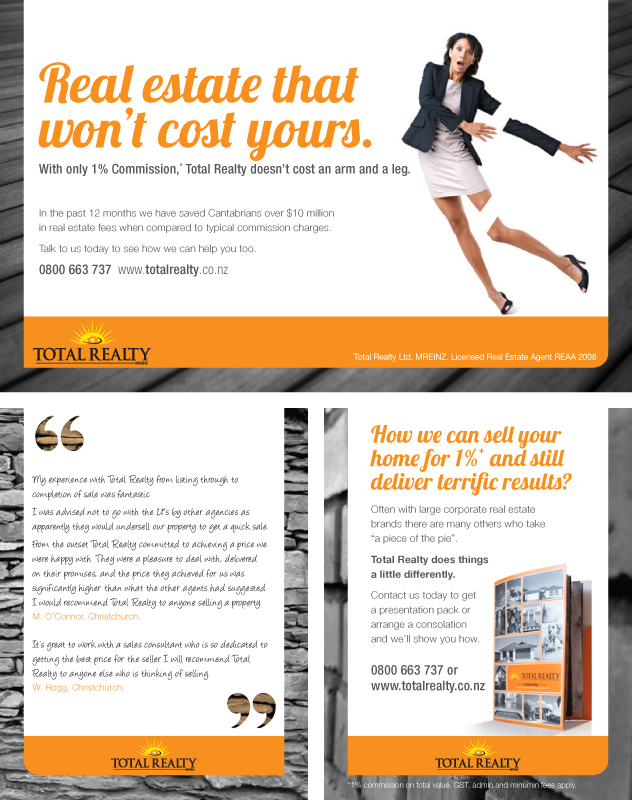 Real estate that
won't cost yours.
With only 1% Commission,* Total Realty doesn't cost an arm and a leg.
In the past 12 months we have saved Cantabrians over $10 million
in real estate fees when compared to typical commission charges.
Talk to us today to see how we can help you too.
0800 663 737 www.totalrealty.co.nz
TOTAL REALTY
MREINZ
Total Realty Ltd. MREINZ. Licensed Real Estate Agent REAA 2008
“
My experience with Total Realty from listing through to
completion of sale was fantastic
I was advised not to go with the 1%'s by other agencies as
apparently they would undersell our property to get a quick sale
From the outset Total Realty committed to achieving a price we
were happy with. They were a pleasure to deal with, delivered
on their promises, and the price they achieved for us was
significantly higher than what the other agents had suggested
I would recommend Total Realty to anyone selling a property
M. O'Connor, Christchurch.
It's great to work with a sales consultant who is so dedicated to
getting the best price for the seller I will recommend Total
Realty to anyone else who is thinking of selling
W. Hogg, Christchurch.
”
TOTAL REALTY
How we can sell your
home for 1%* and still
deliver terrific results?
Often with large corporate real estate
brands there are many others who take
“a piece of the pie”.
Total Realty does things
a little differently.
Contact us today to get
a presentation pack or
arrange a consolation
and we'll show you how.
0800 663 737 or
www.totalrealty.co.nz
TOTAL REALTY
TOTAL REALTY
*1% commission on total value. GST, admin and minumin fees apply.